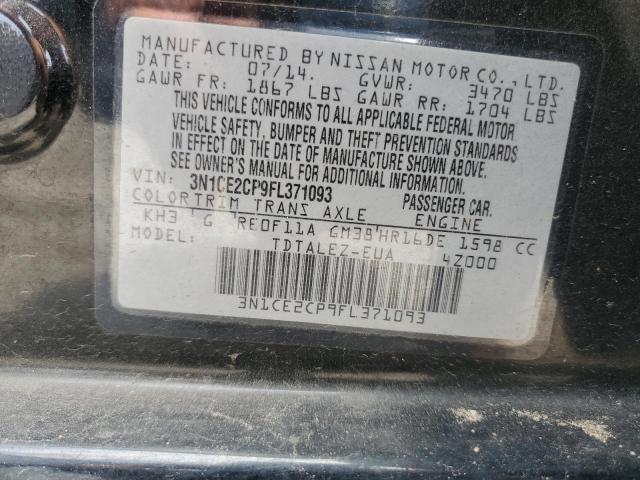 MANUFACTURED BY NISSAN MOTOR CO., LTD.
DATE: 07/14. GVWR: 3470 LBS
GAWR FR: 1867 LBS GAWR RR: 1704 LBS
THIS VEHICLE CONFORMS TO ALL APPLICABLE FEDERAL MOTOR
VEHICLE SAFETY, BUMPER AND THEFT PREVENTION STANDARDS
IN EFFECT ON THE DATE OF MANUFACTURE SHOWN ABOVE.
SEE OWNER'S MANUAL FOR ADDITIONAL INFORMATION.
VIN: 3N1CE2CP9FL371093 PASSENGER CAR.
COLOR TRIM TRANS AXLE ENGINE
KH3 G RE0F11A GM38 HR16DE 1598 CC
MODEL: TDTALEZ-EUA 4Z000
3N1CE2CP9FL371093